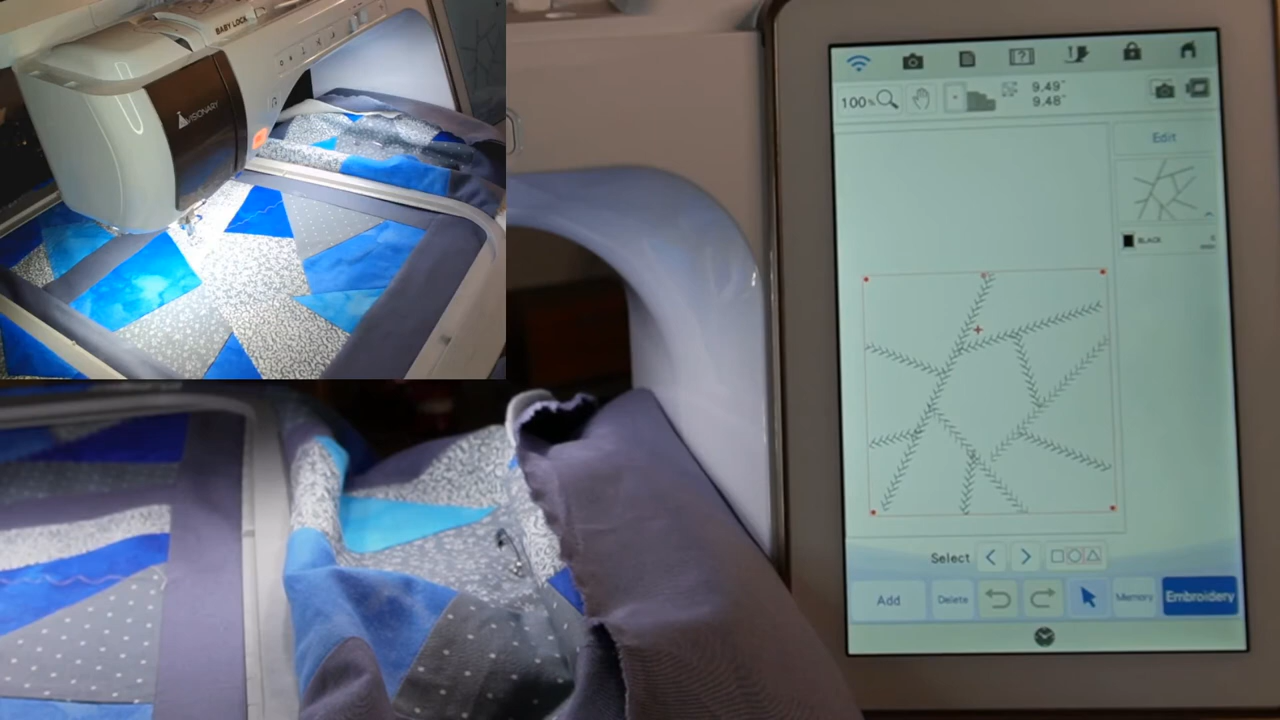 BABY LOCK
VISIONARY
100%
9.49"
9.48"
Edit
BLACK
Select
Add
Delete
Memory
Embroidery